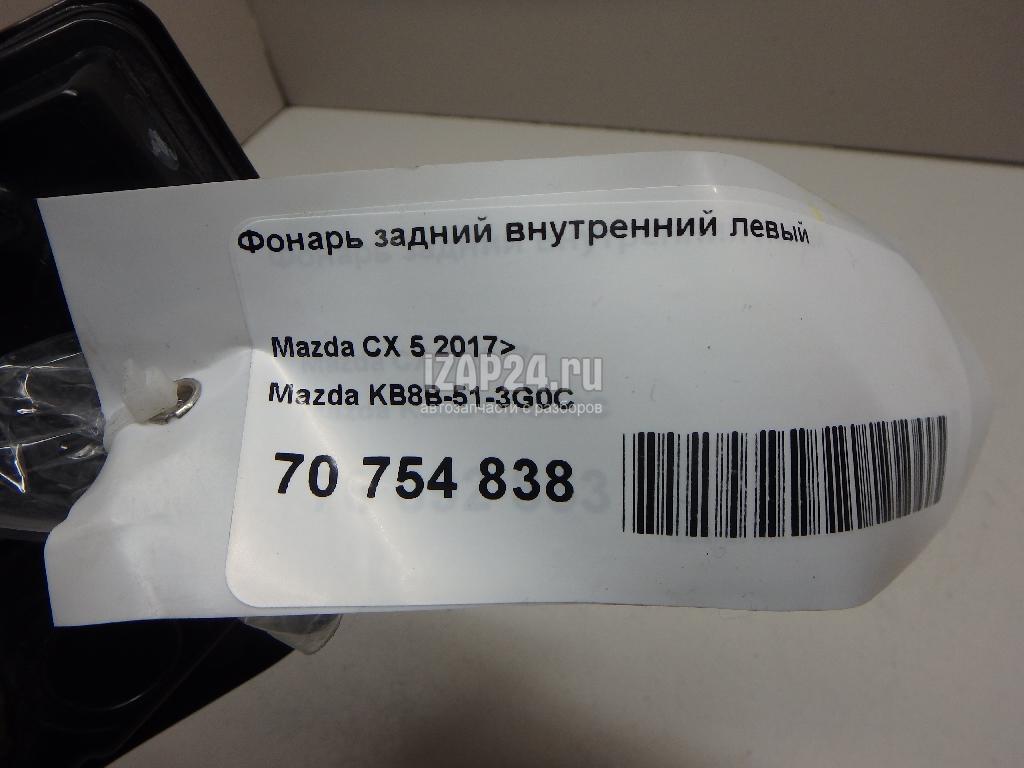 Фонарь задний внутренний левый
Mazda CX 5 2017>
iZAP24.ru
Mazda KB8B-51-3G0C
автозапчасти с разборов
70 754 838